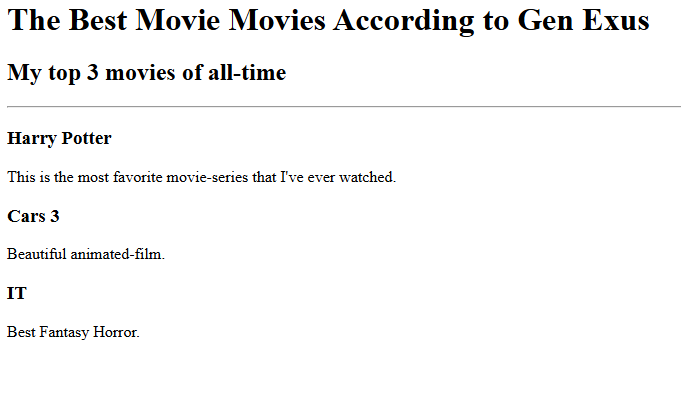 The Best Movie Movies According to Gen Exus
My top 3 movies of all-time
Harry Potter
This is the most favorite movie-series that I've ever watched.
Cars 3
Beautiful animated-film.
IT
Best Fantasy Horror.